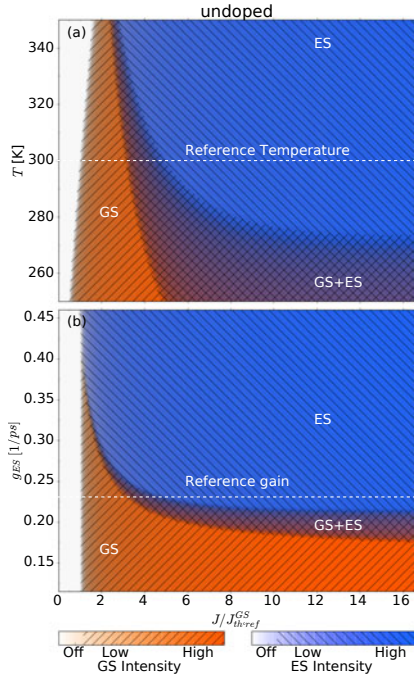 undoped
(a)
ES
340
320
T [K]
Reference Temperature
300
GS
280
GS+ES
260
(b)
0.45
0.40
0.35
ES
0.30
g_ES [1/ps]
Reference gain
0.25
0.20
GS+ES
GS
0.15
0 2 4 6 8 10 12 14 16
J/J^GS_th·ref
Off Low High Off Low High
GS Intensity ES Intensity